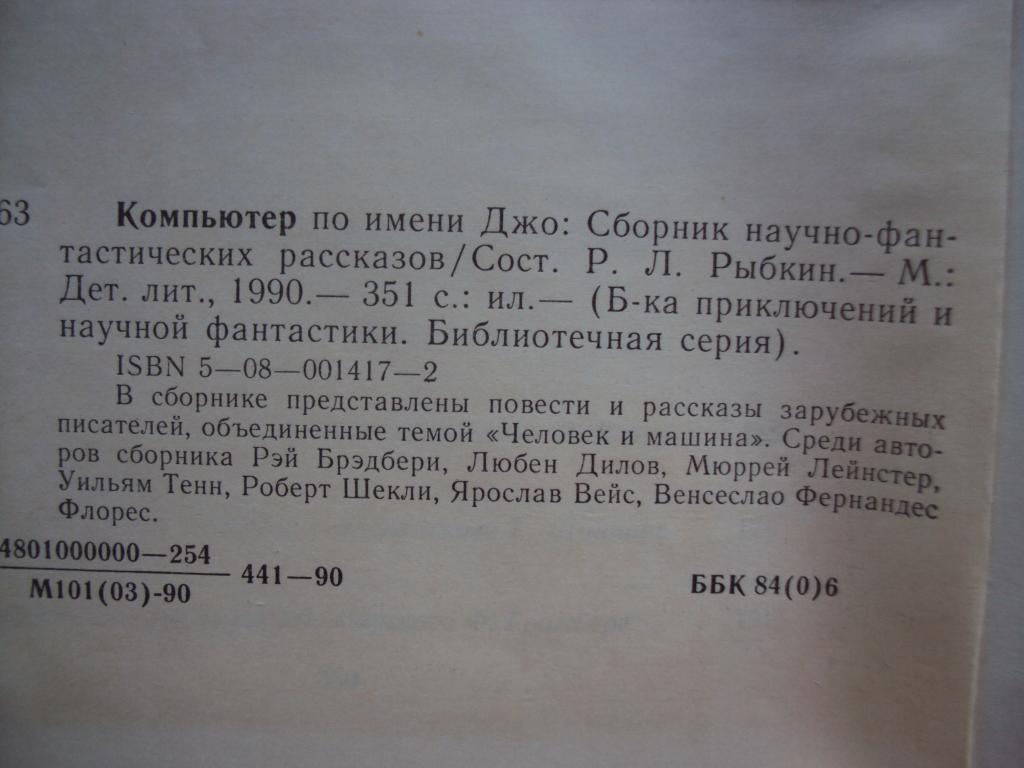 63 Компьютер по имени Джо: Сборник научно-фан-
тастических рассказов/Сост. Р. Л. Рыбкин.— М.:
Дет. лит., 1990.— 351 с.: ил.— (Б-ка приключений и
научной фантастики. Библиотечная серия).
ISBN 5—08—001417—2
В сборнике представлены повести и рассказы зарубежных
писателей, объединенные темой «Человек и машина». Среди авто-
ров сборника Рэй Брэдбери, Любен Дилов, Мюррей Лейнстер,
Уильям Тенн, Роберт Шекли, Ярослав Вейс, Венсеслао Фернандес
Флорес.
4801000000—254
М101(03)-90
441—90
ББК 84(0)6